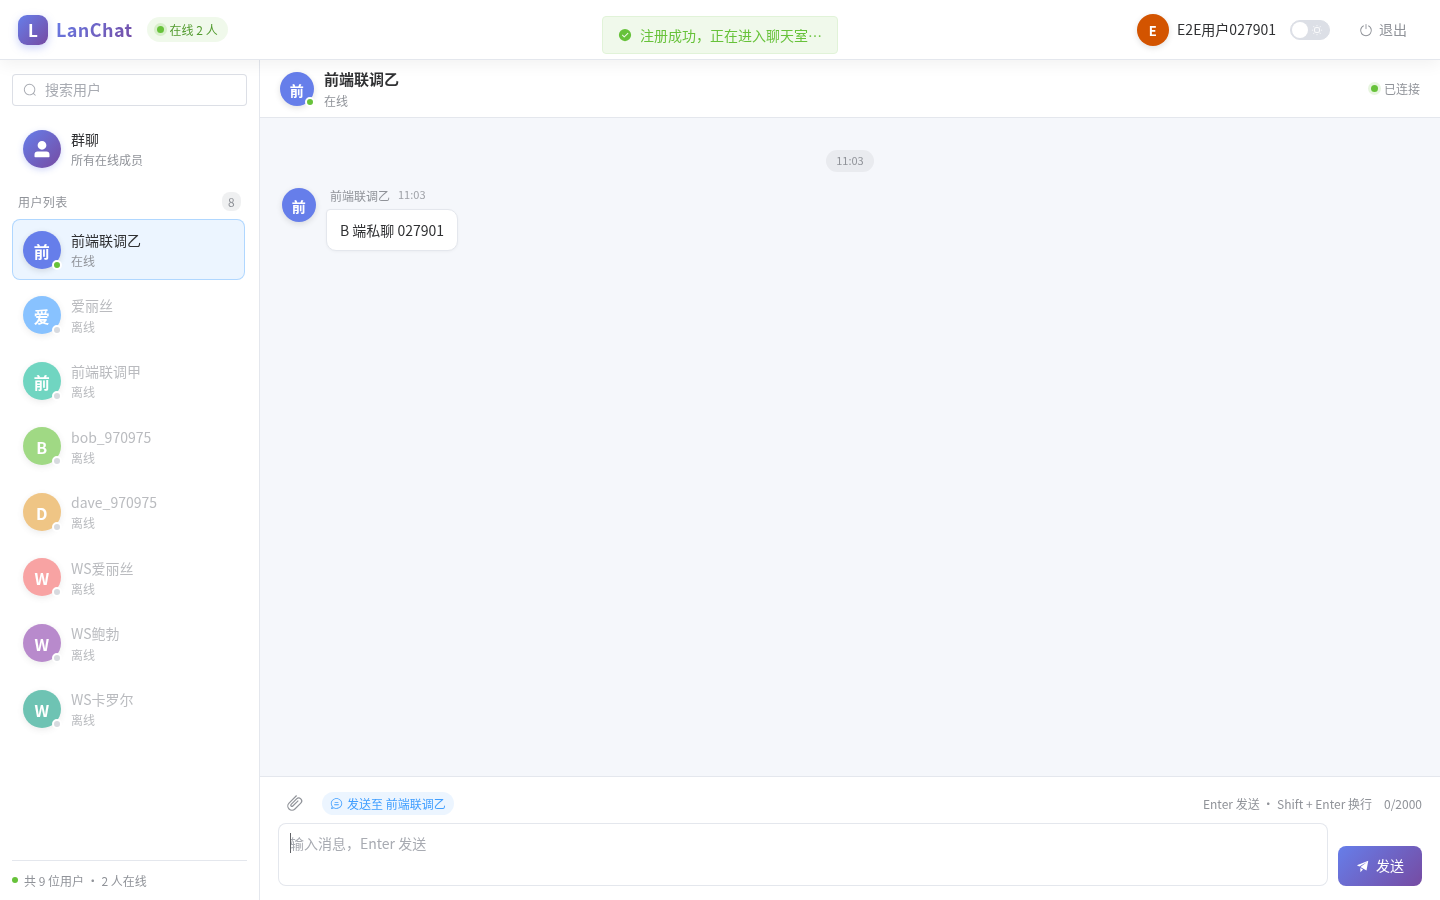 L LanChat 在线 2 人
注册成功，正在进入聊天室…
E E2E用户027901 退出
搜索用户
群聊
所有在线成员
用户列表 8
前 前端联调乙
在线
爱 爱丽丝
离线
前 前端联调甲
离线
B bob_970975
离线
D dave_970975
离线
W WS爱丽丝
离线
W WS鲍勃
离线
W WS卡罗尔
离线
共 9 位用户 · 2 人在线
前 前端联调乙
在线
已连接
11:03
前 前端联调乙 11:03
B 端私聊 027901
发送至 前端联调乙
Enter 发送 · Shift + Enter 换行 0/2000
输入消息，Enter 发送
发送